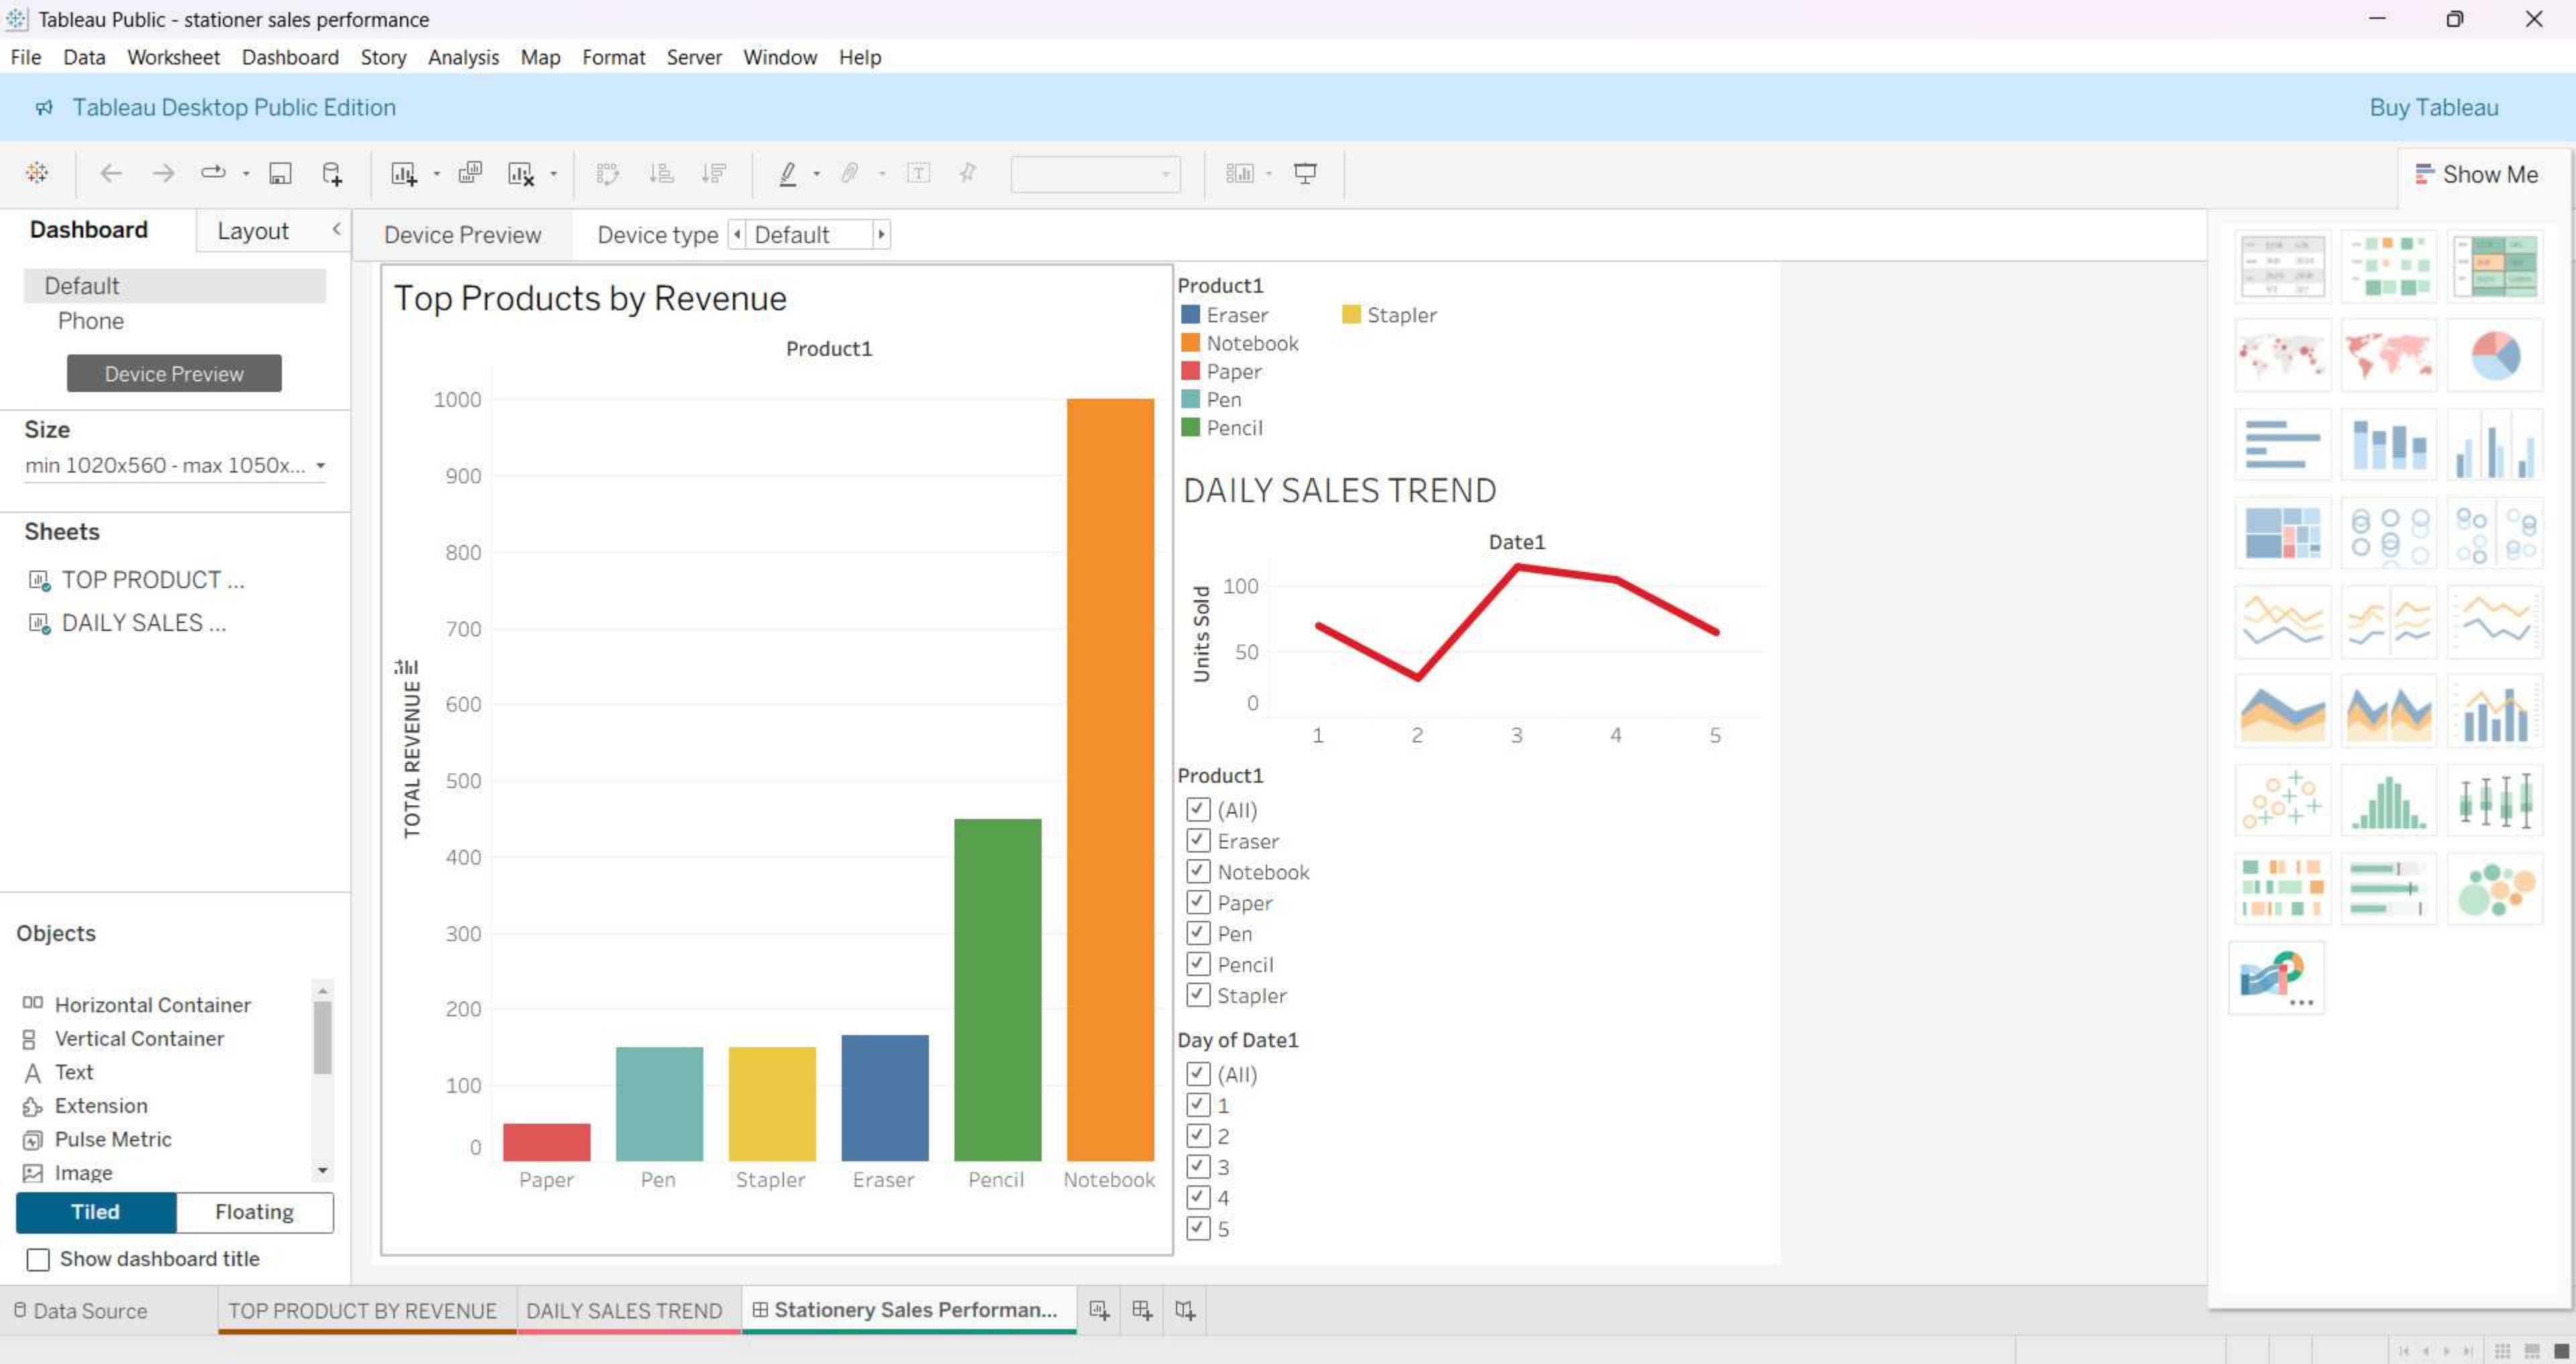 Tableau Public - stationer sales performance
File Data Worksheet Dashboard Story Analysis Map Format Server Window Help
Tableau Desktop Public Edition Buy Tableau
Show Me
Dashboard Layout
Device Preview Device type Default
Default
Phone
Device Preview
Size
min 1020x560 - max 1050x...
Sheets
TOP PRODUCT ...
DAILY SALES ...
Objects
Horizontal Container
Vertical Container
A Text
Extension
Pulse Metric
Image
Tiled Floating
Show dashboard title
Top Products by Revenue
Product1
TOTAL REVENUE
1000
900
800
700
600
500
400
300
200
100
0
Paper Pen Stapler Eraser Pencil Notebook
Product1
Eraser Stapler
Notebook
Paper
Pen
Pencil
DAILY SALES TREND
Date1
Units Sold
100
50
0
1 2 3 4 5
Product1
(All)
Eraser
Notebook
Paper
Pen
Pencil
Stapler
Day of Date1
(All)
1
2
3
4
5
Data Source TOP PRODUCT BY REVENUE DAILY SALES TREND Stationery Sales Performan...